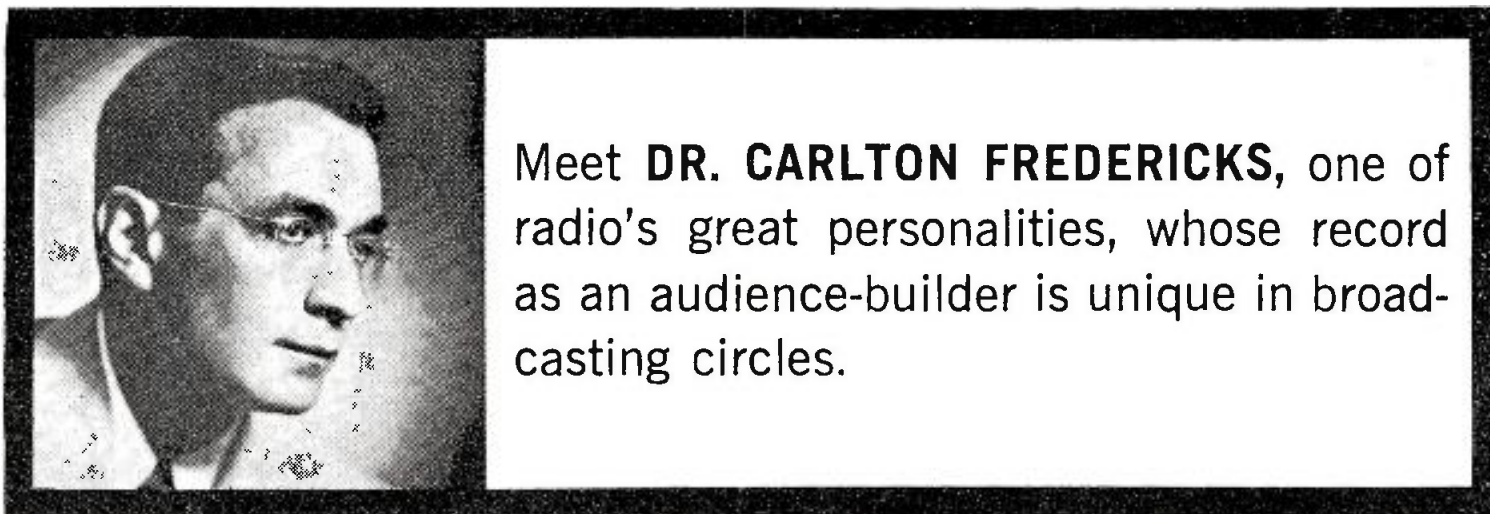 Meet DR. CARLTON FREDERICKS, one of
radio's great personalities, whose record
as an audience-builder is unique in broad-
casting circles.